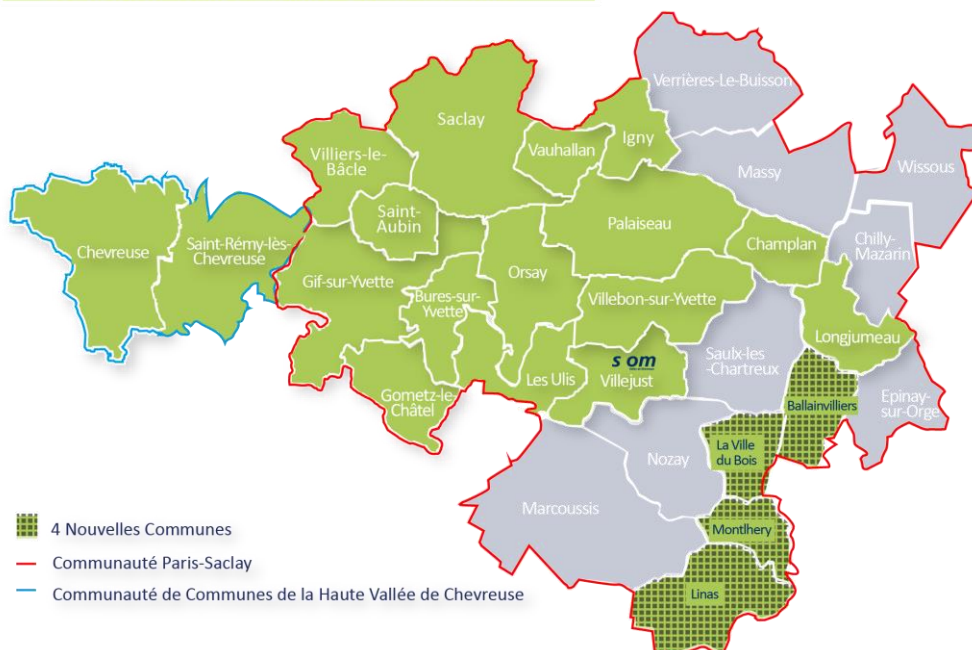 Verrières-Le-Buisson
Saclay
Igny
Vauhallan
Villiers-le-
Bâcle
Massy
Wissous
Saint-
Aubin
Palaiseau
Chevreuse
Saint-Rémy-lès-
Chevreuse
Champlan
Chilly-
Mazarin
Orsay
Gif-sur-Yvette
Bures-sur-
Yvette
Villebon-sur-Yvette
Longjumeau
s om
Villejust
Saulx-les
-Chartreux
Les Ulis
Gometz-le-
Châtel
Ballainvilliers
Epinay-
sur-Orge
La Ville
du Bois
Nozay
Marcoussis
Montlhery
Linas
4 Nouvelles Communes
Communauté Paris-Saclay
Communauté de Communes de la Haute Vallée de Chevreuse